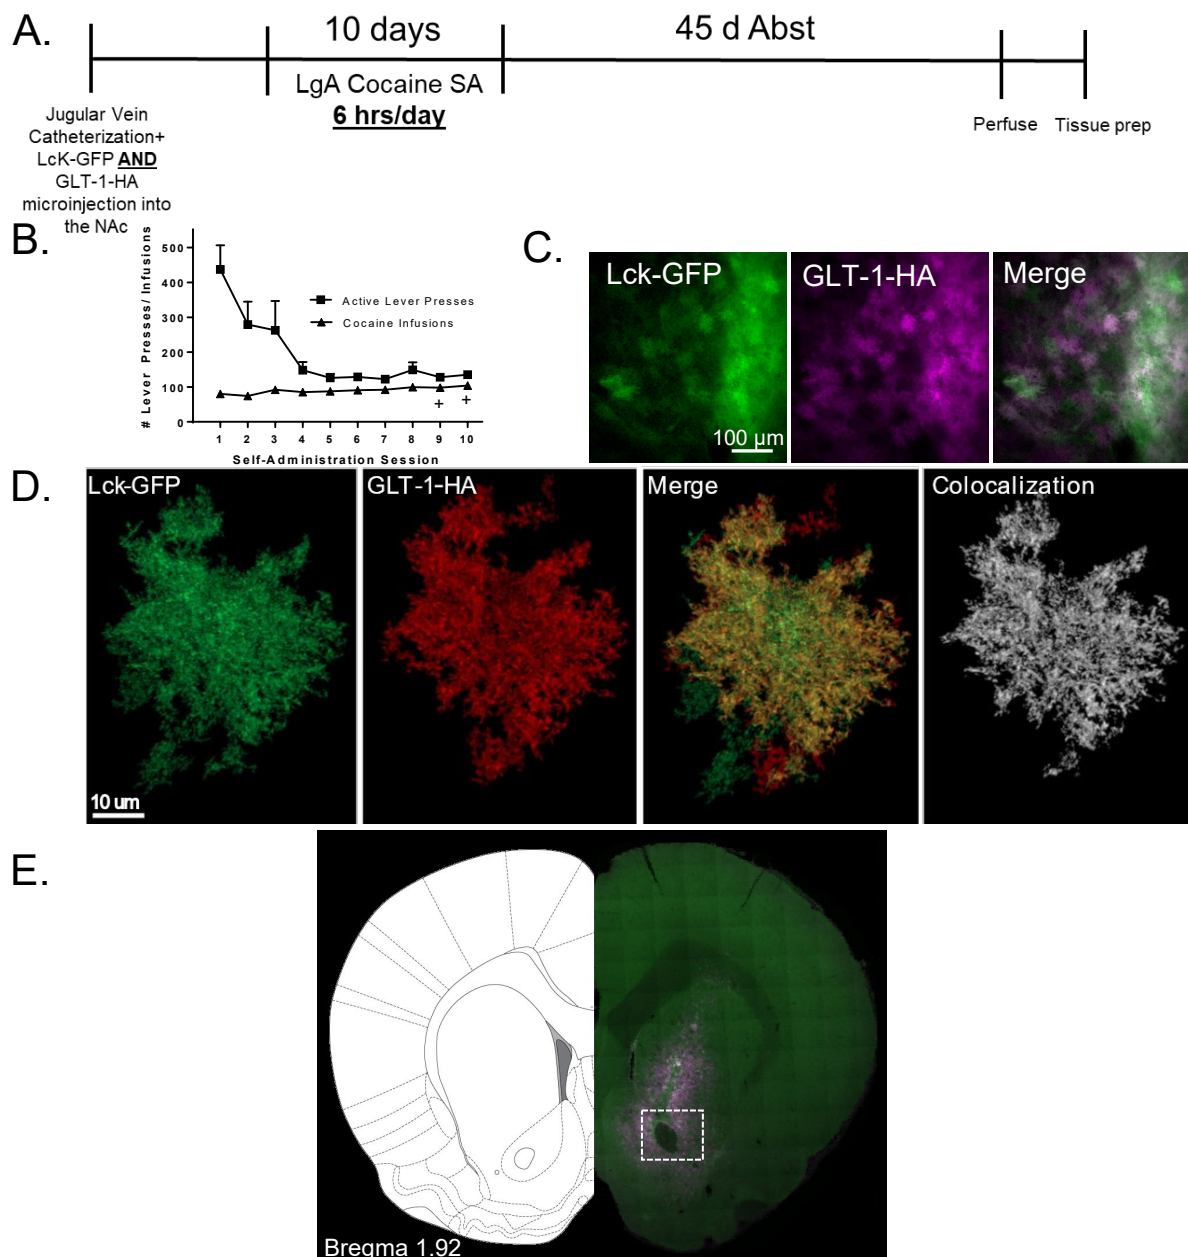 A.
10 days
45 d Abst
LgA Cocaine SA
6 hrs/day
Jugular Vein
Catheterization+
LcK-GFP AND
GLT-1-HA
microinjection into
the NAc
Perfuse
Tissue prep
B.
# Lever Presses/ Infusions
500
400
300
200
100
0
Active Lever Presses
Cocaine Infusions
+ +
1 2 3 4 5 6 7 8 9 10
Self-Administration Session
C.
Lck-GFP
GLT-1-HA
Merge
100 µm
D.
Lck-GFP
GLT-1-HA
Merge
Colocalization
10 um
E.
Bregma 1.92